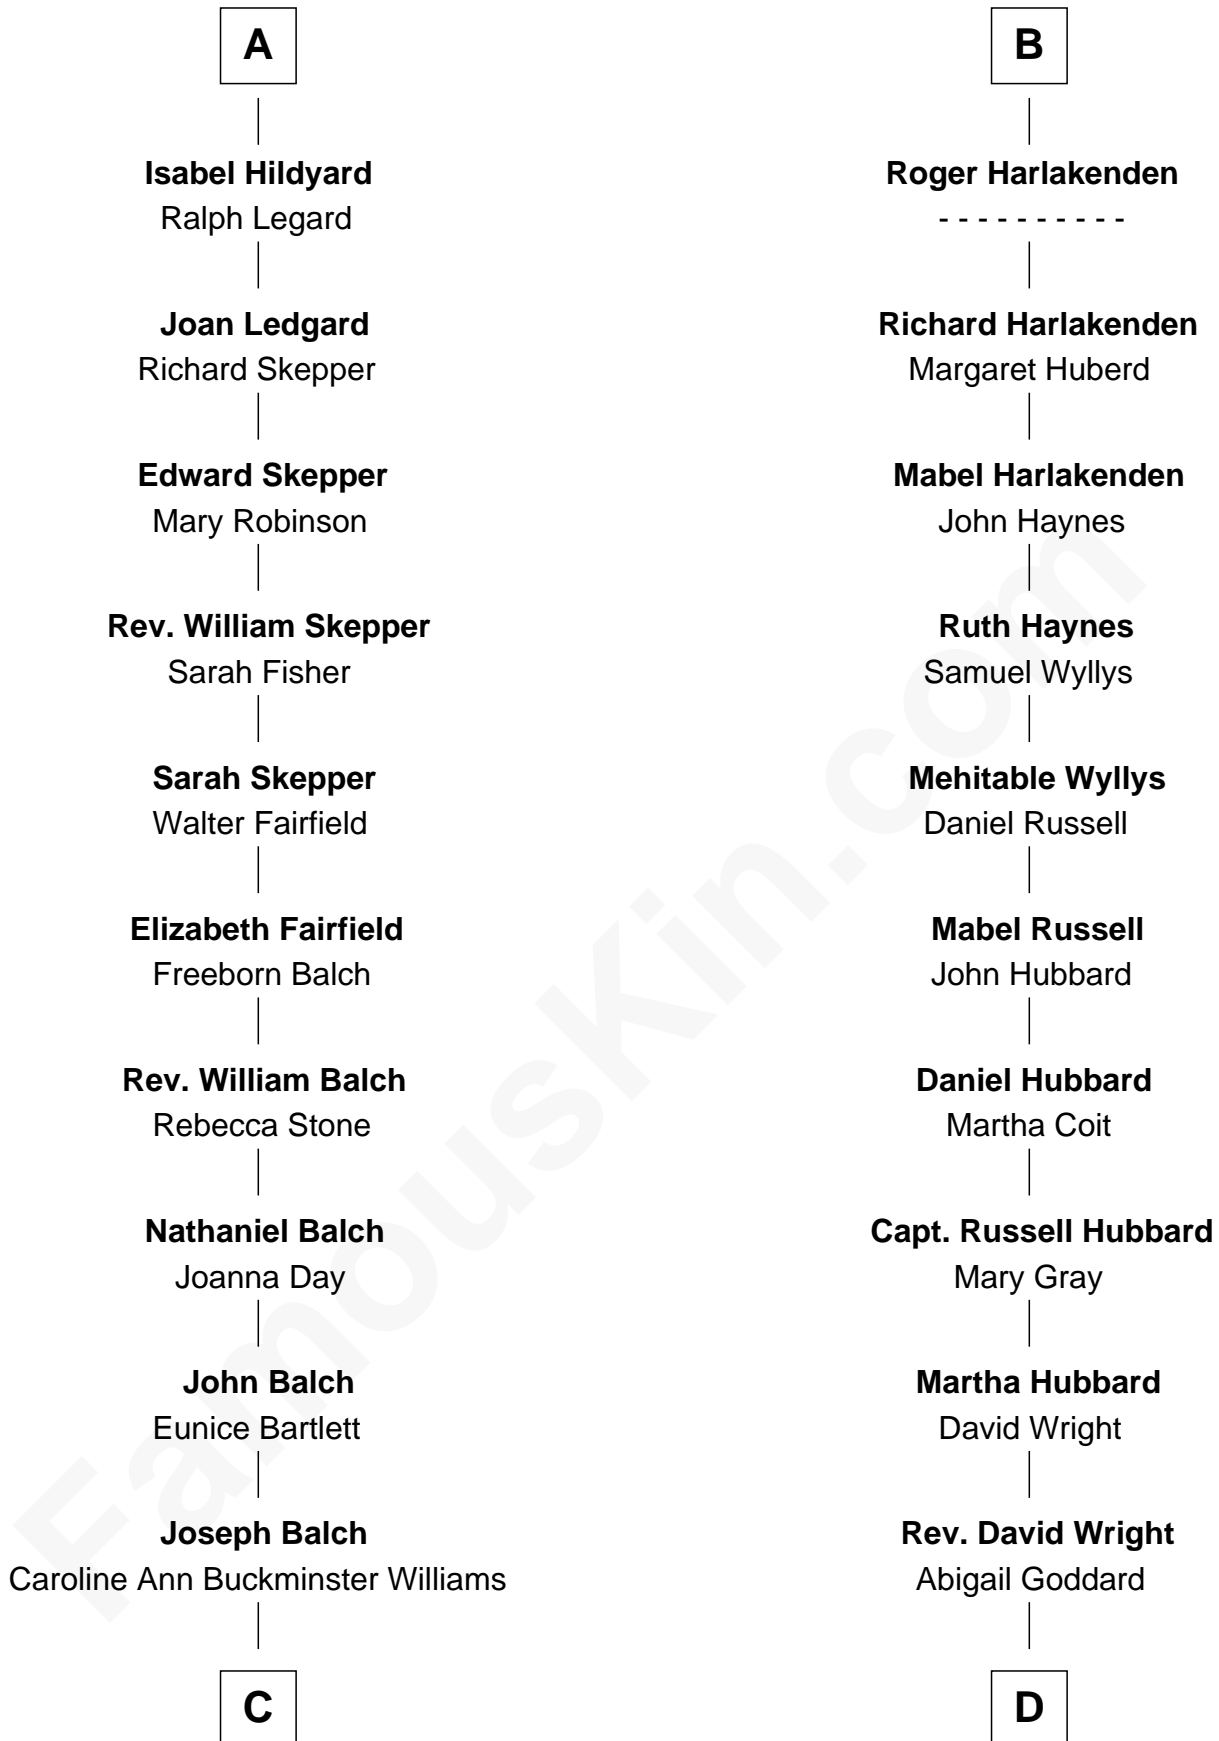 A
Isabel Hildyard
Ralph Legard
Joan Ledgard
Richard Skepper
Edward Skepper
Mary Robinson
Rev. William Skepper
Sarah Fisher
Sarah Skepper
Walter Fairfield
Elizabeth Fairfield
Freeborn Balch
Rev. William Balch
Rebecca Stone
Nathaniel Balch
Joanna Day
John Balch
Eunice Bartlett
Joseph Balch
Caroline Ann Buckminster Williams
C
B
Roger Harlakenden
- - - - - - - - - -
Richard Harlakenden
Margaret Huberd
Mabel Harlakenden
John Haynes
Ruth Haynes
Samuel Wyllys
Mehitable Wyllys
Daniel Russell
Mabel Russell
John Hubbard
Daniel Hubbard
Martha Coit
Capt. Russell Hubbard
Mary Gray
Martha Hubbard
David Wright
Rev. David Wright
Abigail Goddard
D
FamousKin.com